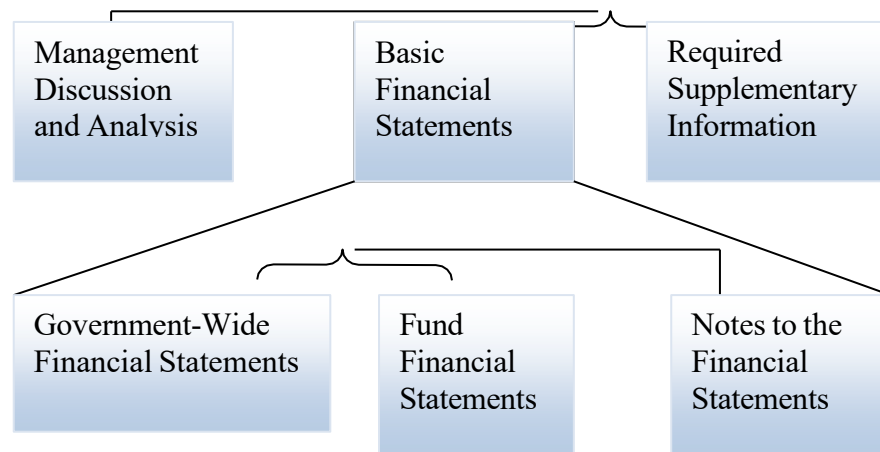 Management
Discussion
and Analysis
Basic
Financial
Statements
Required
Supplementary
Information
Government-Wide
Financial Statements
Fund
Financial
Statements
Notes to the
Financial
Statements